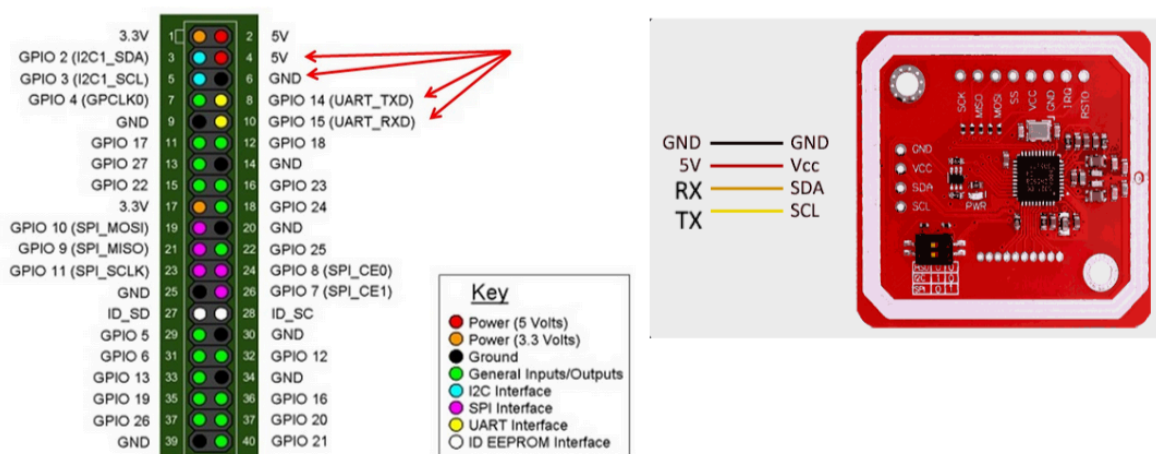 3.3V 1 2 5V
GPIO 2 (I2C1_SDA) 3 4 5V
GPIO 3 (I2C1_SCL) 5 6 GND
GPIO 4 (GPCLK0) 7 8 GPIO 14 (UART_TXD)
GND 9 10 GPIO 15 (UART_RXD)
GPIO 17 11 12 GPIO 18
GPIO 27 13 14 GND
GPIO 22 15 16 GPIO 23
3.3V 17 18 GPIO 24
GPIO 10 (SPI_MOSI) 19 20 GND
GPIO 9 (SPI_MISO) 21 22 GPIO 25
GPIO 11 (SPI_SCLK) 23 24 GPIO 8 (SPI_CE0)
GND 25 26 GPIO 7 (SPI_CE1)
ID_SD 27 28 ID_SC
GPIO 5 29 30 GND
GPIO 6 31 32 GPIO 12
GPIO 13 33 34 GND
GPIO 19 35 36 GPIO 16
GPIO 26 37 37 GPIO 20
GND 39 40 GPIO 21
Key
Power (5 Volts)
Power (3.3 Volts)
Ground
General Inputs/Outputs
I2C Interface
SPI Interface
UART Interface
ID EEPROM Interface
GND GND
5V Vcc
RX SDA
TX SCL
SCK MISO MOSI SS VCC GND RSTO
GND
VCC
SDA
SCL
PWR